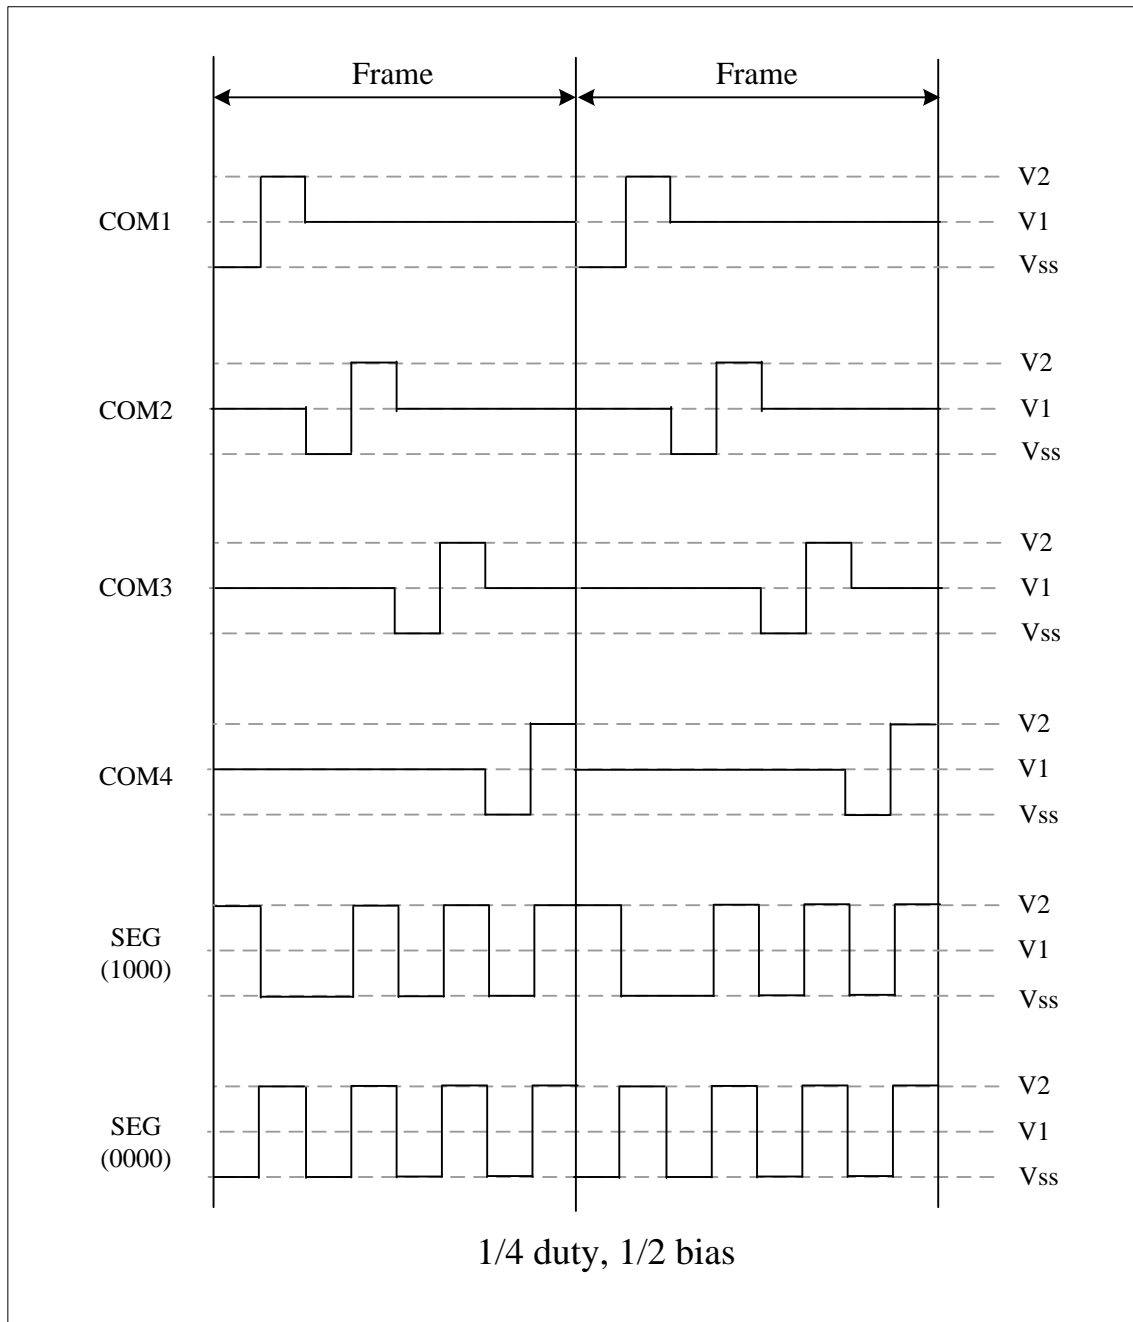 Frame
Frame
V2
COM1
V1
Vss
V2
COM2
V1
Vss
V2
COM3
V1
Vss
V2
COM4
V1
Vss
V2
SEG
(1000)
V1
Vss
V2
SEG
(0000)
V1
Vss
1/4 duty, 1/2 bias